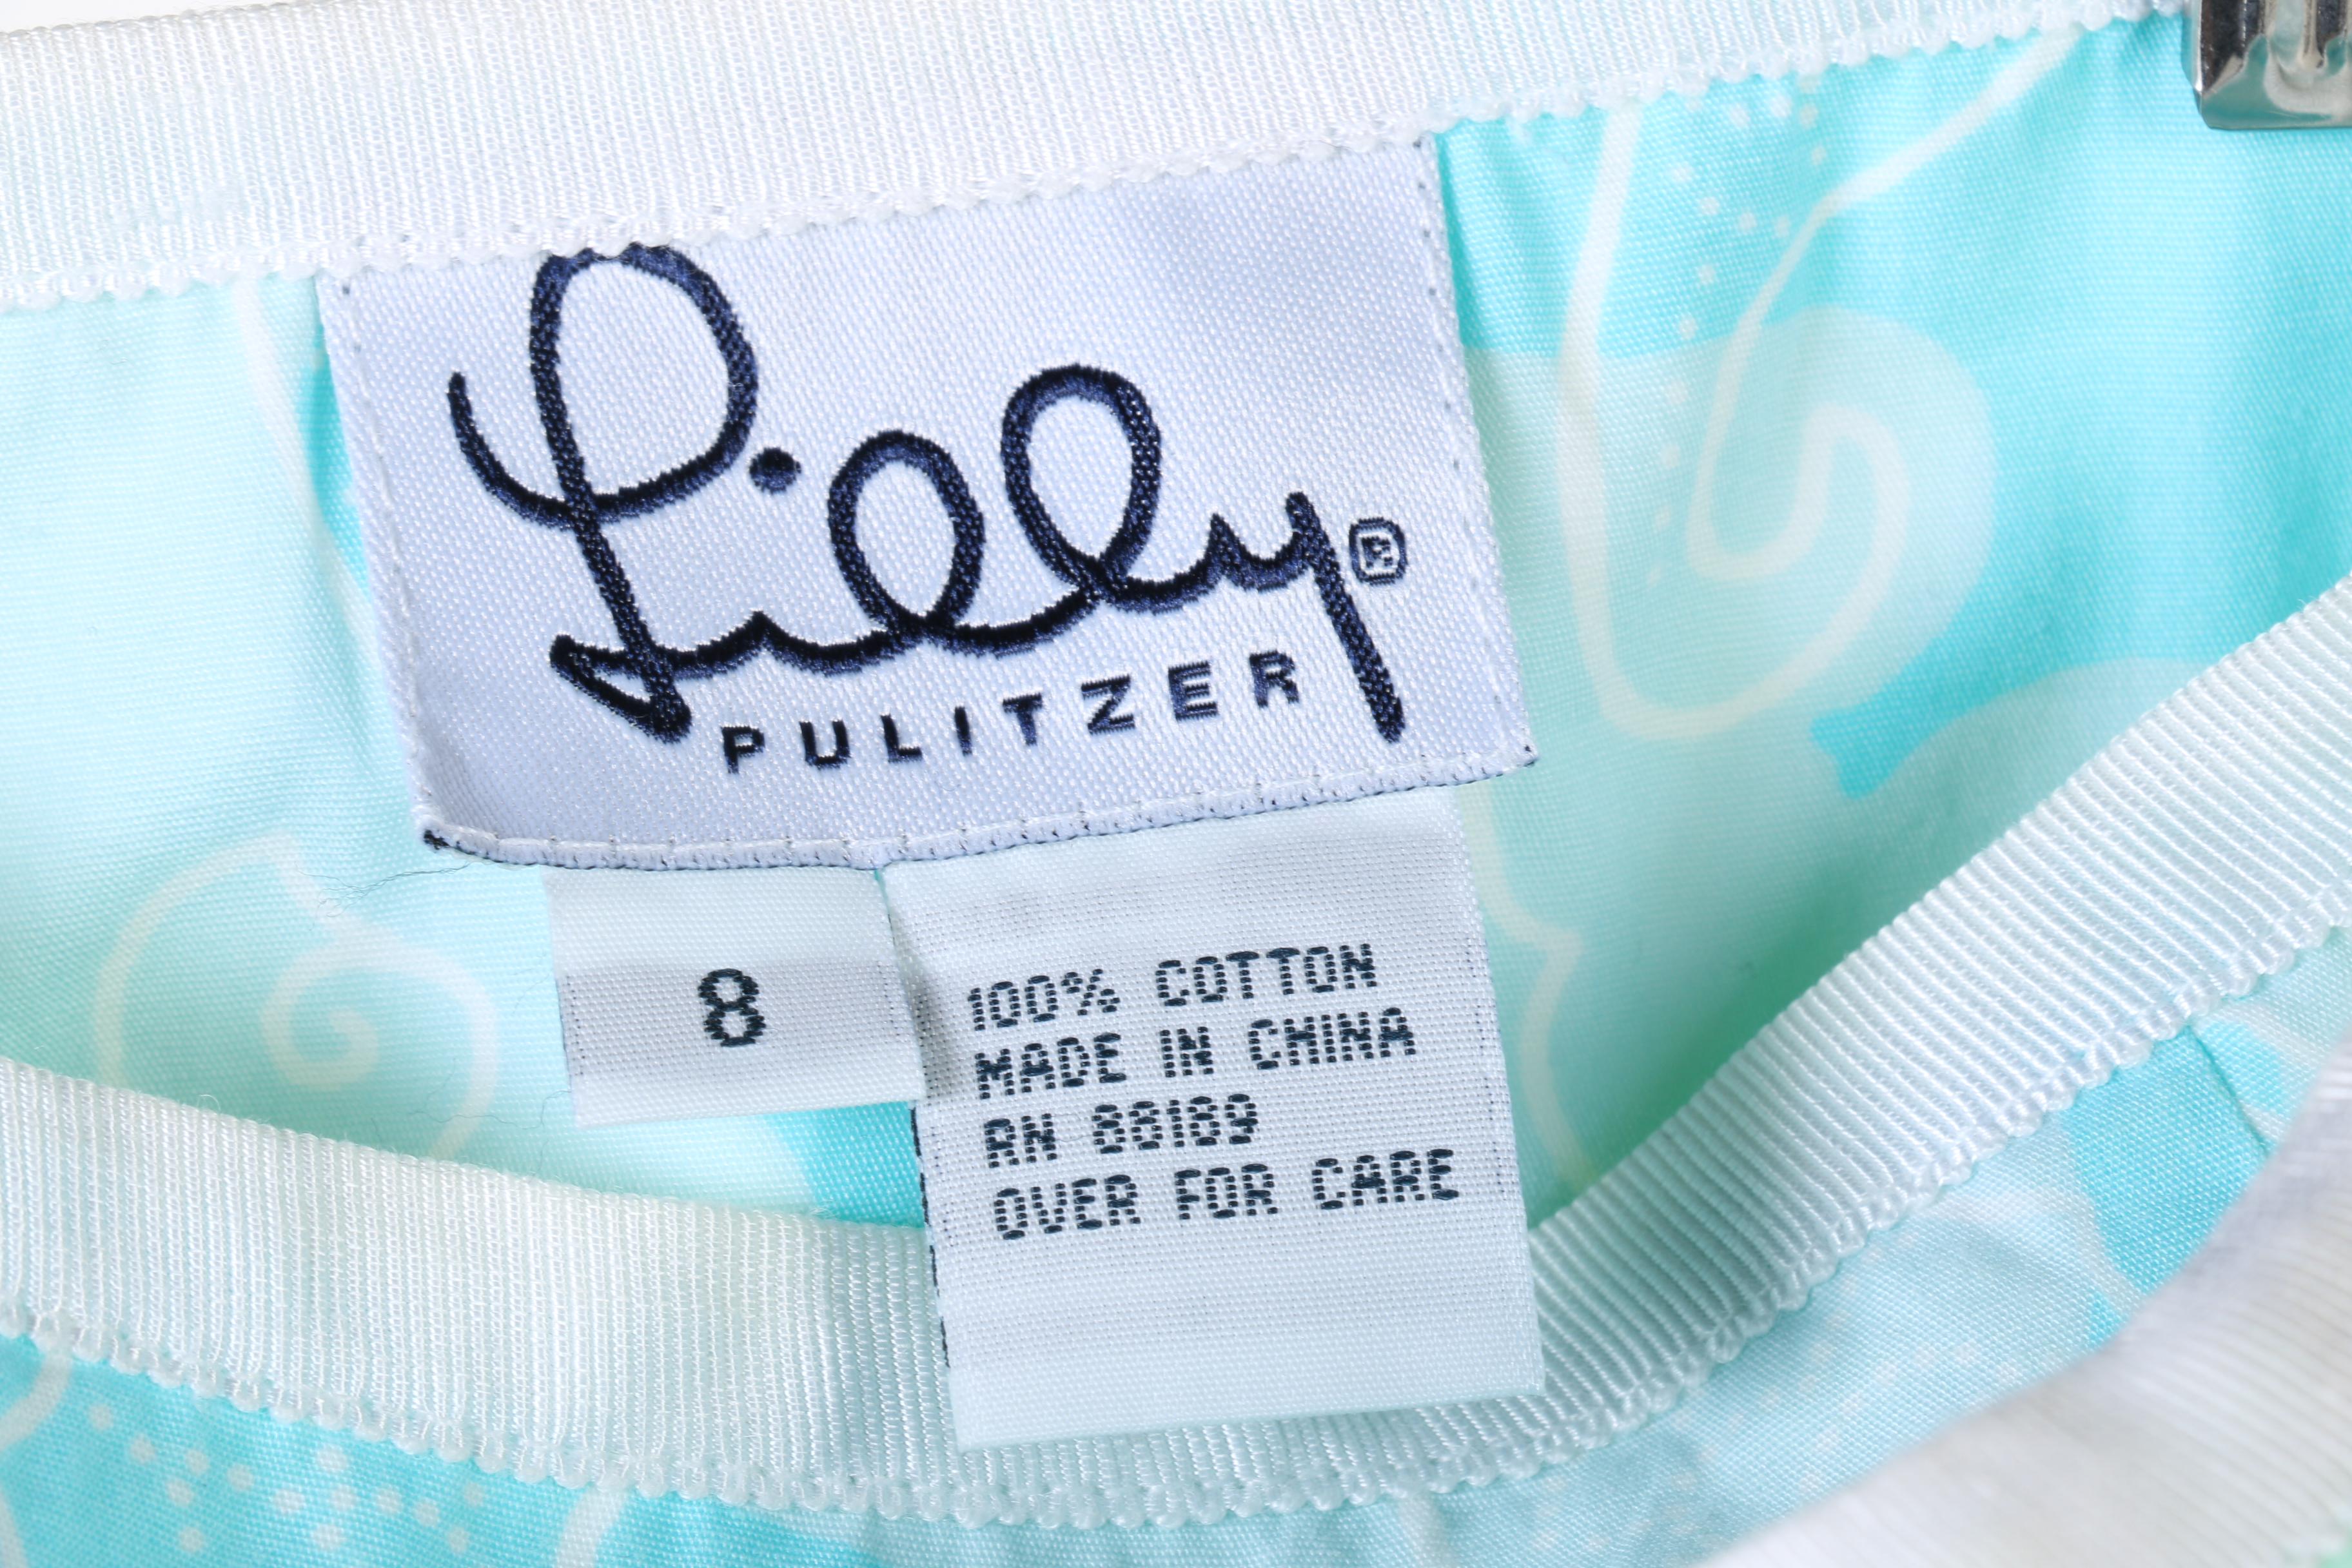 Lilly®
PULITZER
8
100% COTTON
MADE IN CHINA
RN 88189
OVER FOR CARE